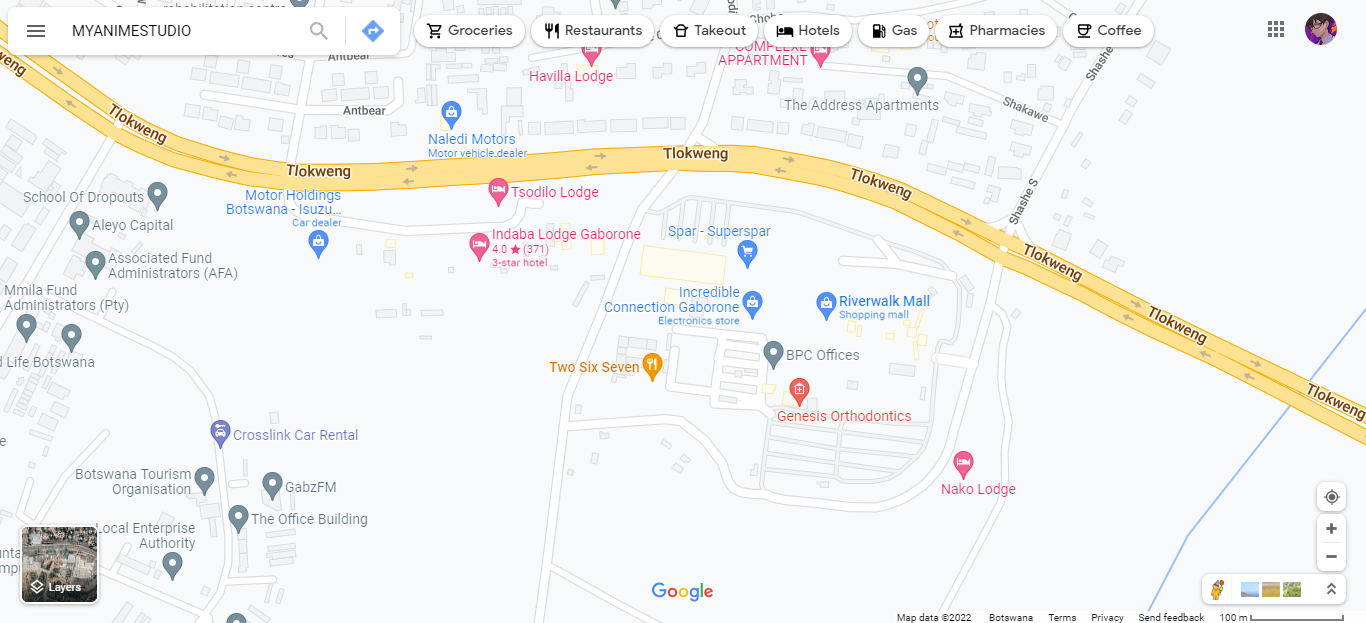 rehabilitation centre
MYANIMESTUDIO
Groceries
Restaurants
Takeout
Hotels
Gas
Pharmacies
Coffee
Antbear
Havilla Lodge
COMPLEXE
APPARTMENT
Shashe
The Address Apartments
Shakawe
Antbear
Tlokweng
Naledi Motors
Motor vehicle dealer
Tlokweng
Tlokweng
Tlokweng
School Of Dropouts
Motor Holdings
Botswana - Isuzu...
Car dealer
Tsodilo Lodge
Aleyo Capital
Shashe S
Indaba Lodge Gaborone
4.0 ★ (371)
3-star hotel
Spar - Superspar
Associated Fund
Administrators (AFA)
Tlokweng
Mmila Fund
Administrators (Pty)
Incredible
Connection Gaborone
Electronics store
Riverwalk Mall
Shopping mall
Tlokweng
Life Botswana
Two Six Seven
BPC Offices
Tlokweng
Genesis Orthodontics
Crosslink Car Rental
Botswana Tourism
Organisation
GabzFM
Nako Lodge
The Office Building
Local Enterprise
Authority
Layers
Google
Map data ©2022
Botswana
Terms
Privacy
Send feedback
100 m